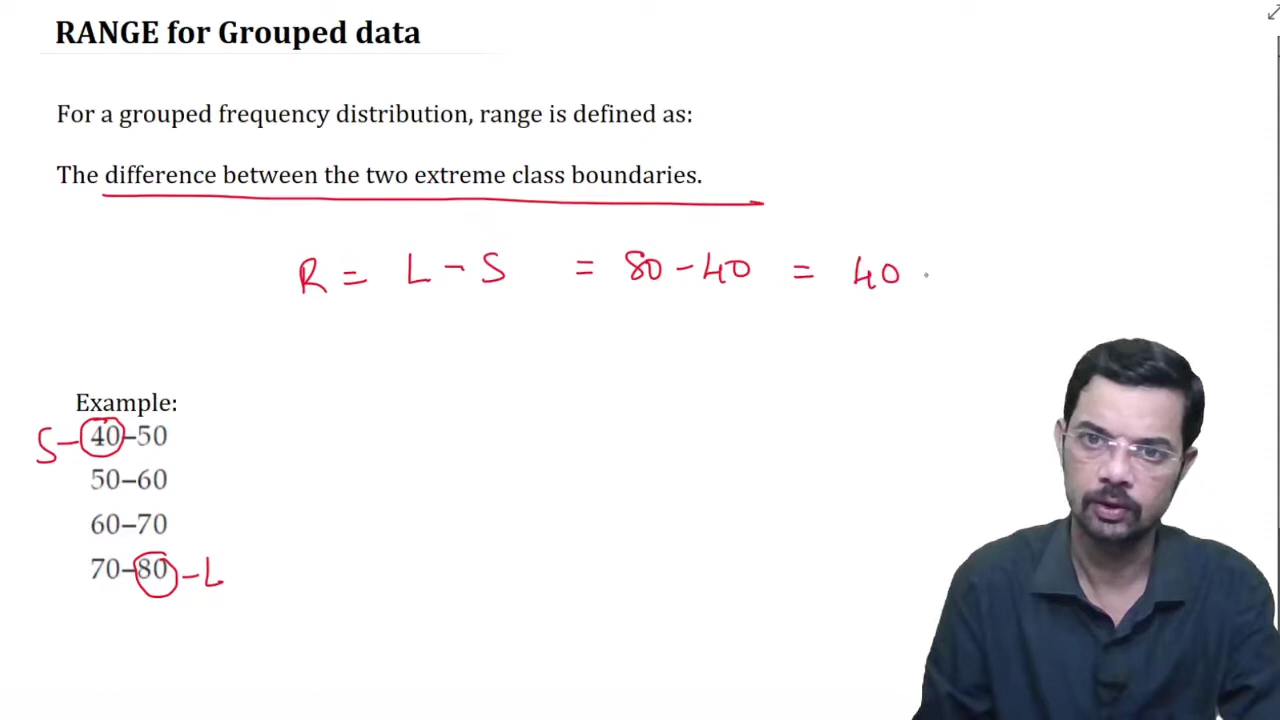 RANGE for Grouped data
For a grouped frequency distribution, range is defined as:
The difference between the two extreme class boundaries.
R = L - S = 80 - 40 = 40
Example:
S - 40–50
50–60
60–70
70–80 - L